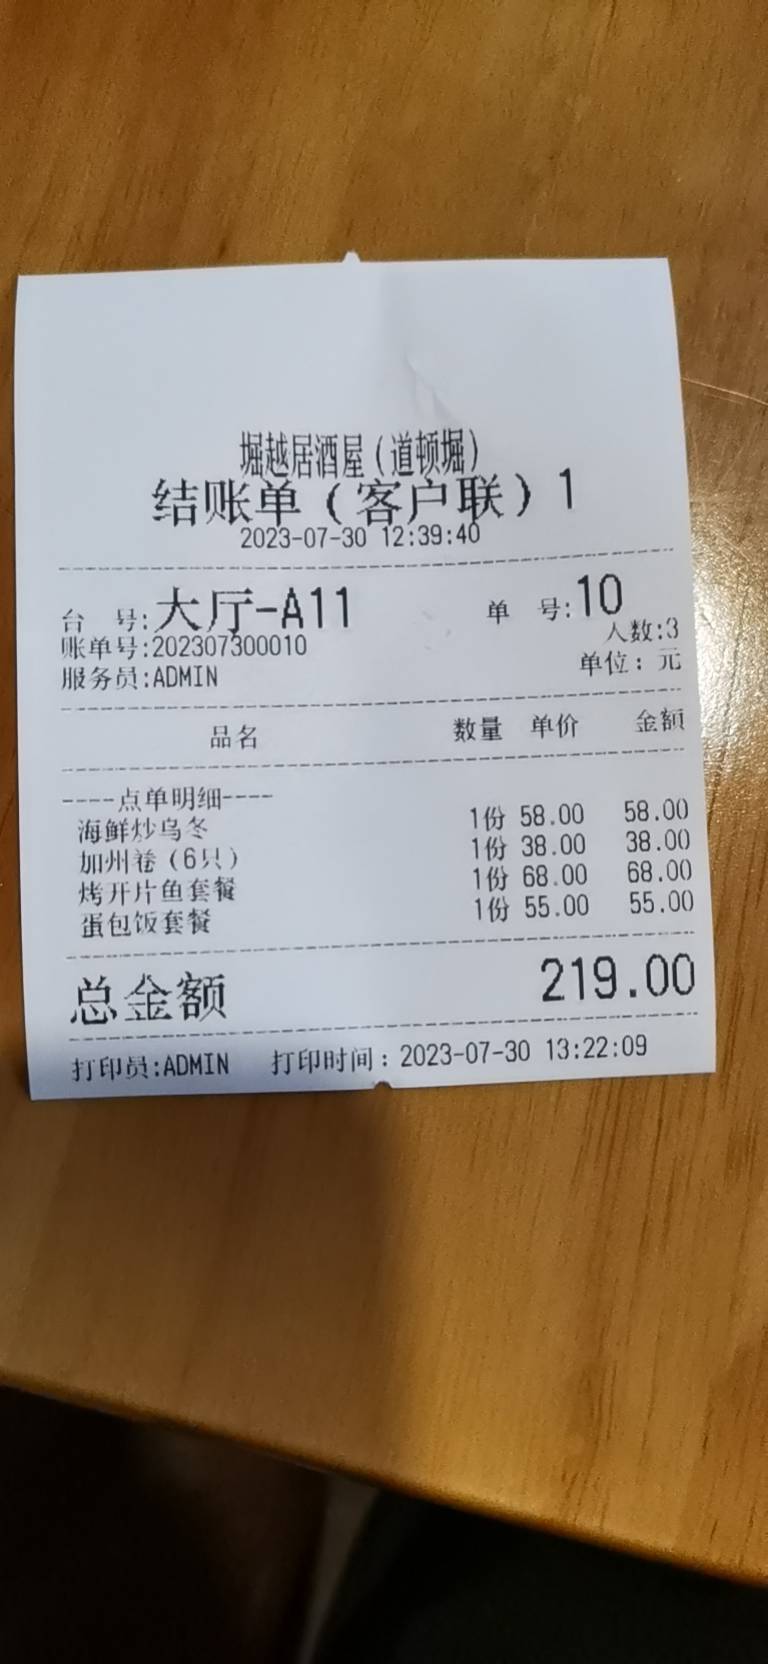 堀越居酒屋(道顿堀)
结账单(客户联)1
2023-07-30 12:39:40
台 号:大厅-A11 单 号:10
人数:3
账单号:202307300010
服务员:ADMIN 单位：元
品名 数量 单价 金额
----点单明细----
海鲜炒乌冬 1份 58.00 58.00
加州卷（6只） 1份 38.00 38.00
烤开片鱼套餐 1份 68.00 68.00
蛋包饭套餐 1份 55.00 55.00
总金额 219.00
打印员:ADMIN 打印时间：2023-07-30 13:22:09